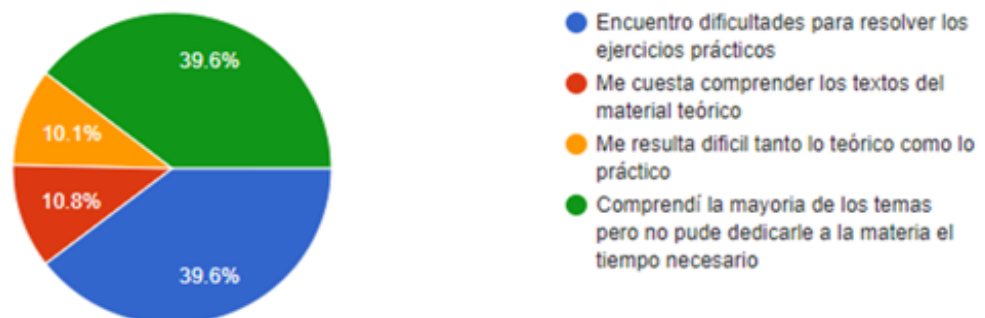 39.6%
10.1%
10.8%
39.6%
Encuentro dificultades para resolver los
ejercicios prácticos
Me cuesta comprender los textos del
material teórico
Me resulta dificil tanto lo teórico como lo
práctico
Comprendí la mayoria de los temas
pero no pude dedicarle a la materia el
tiempo necesario